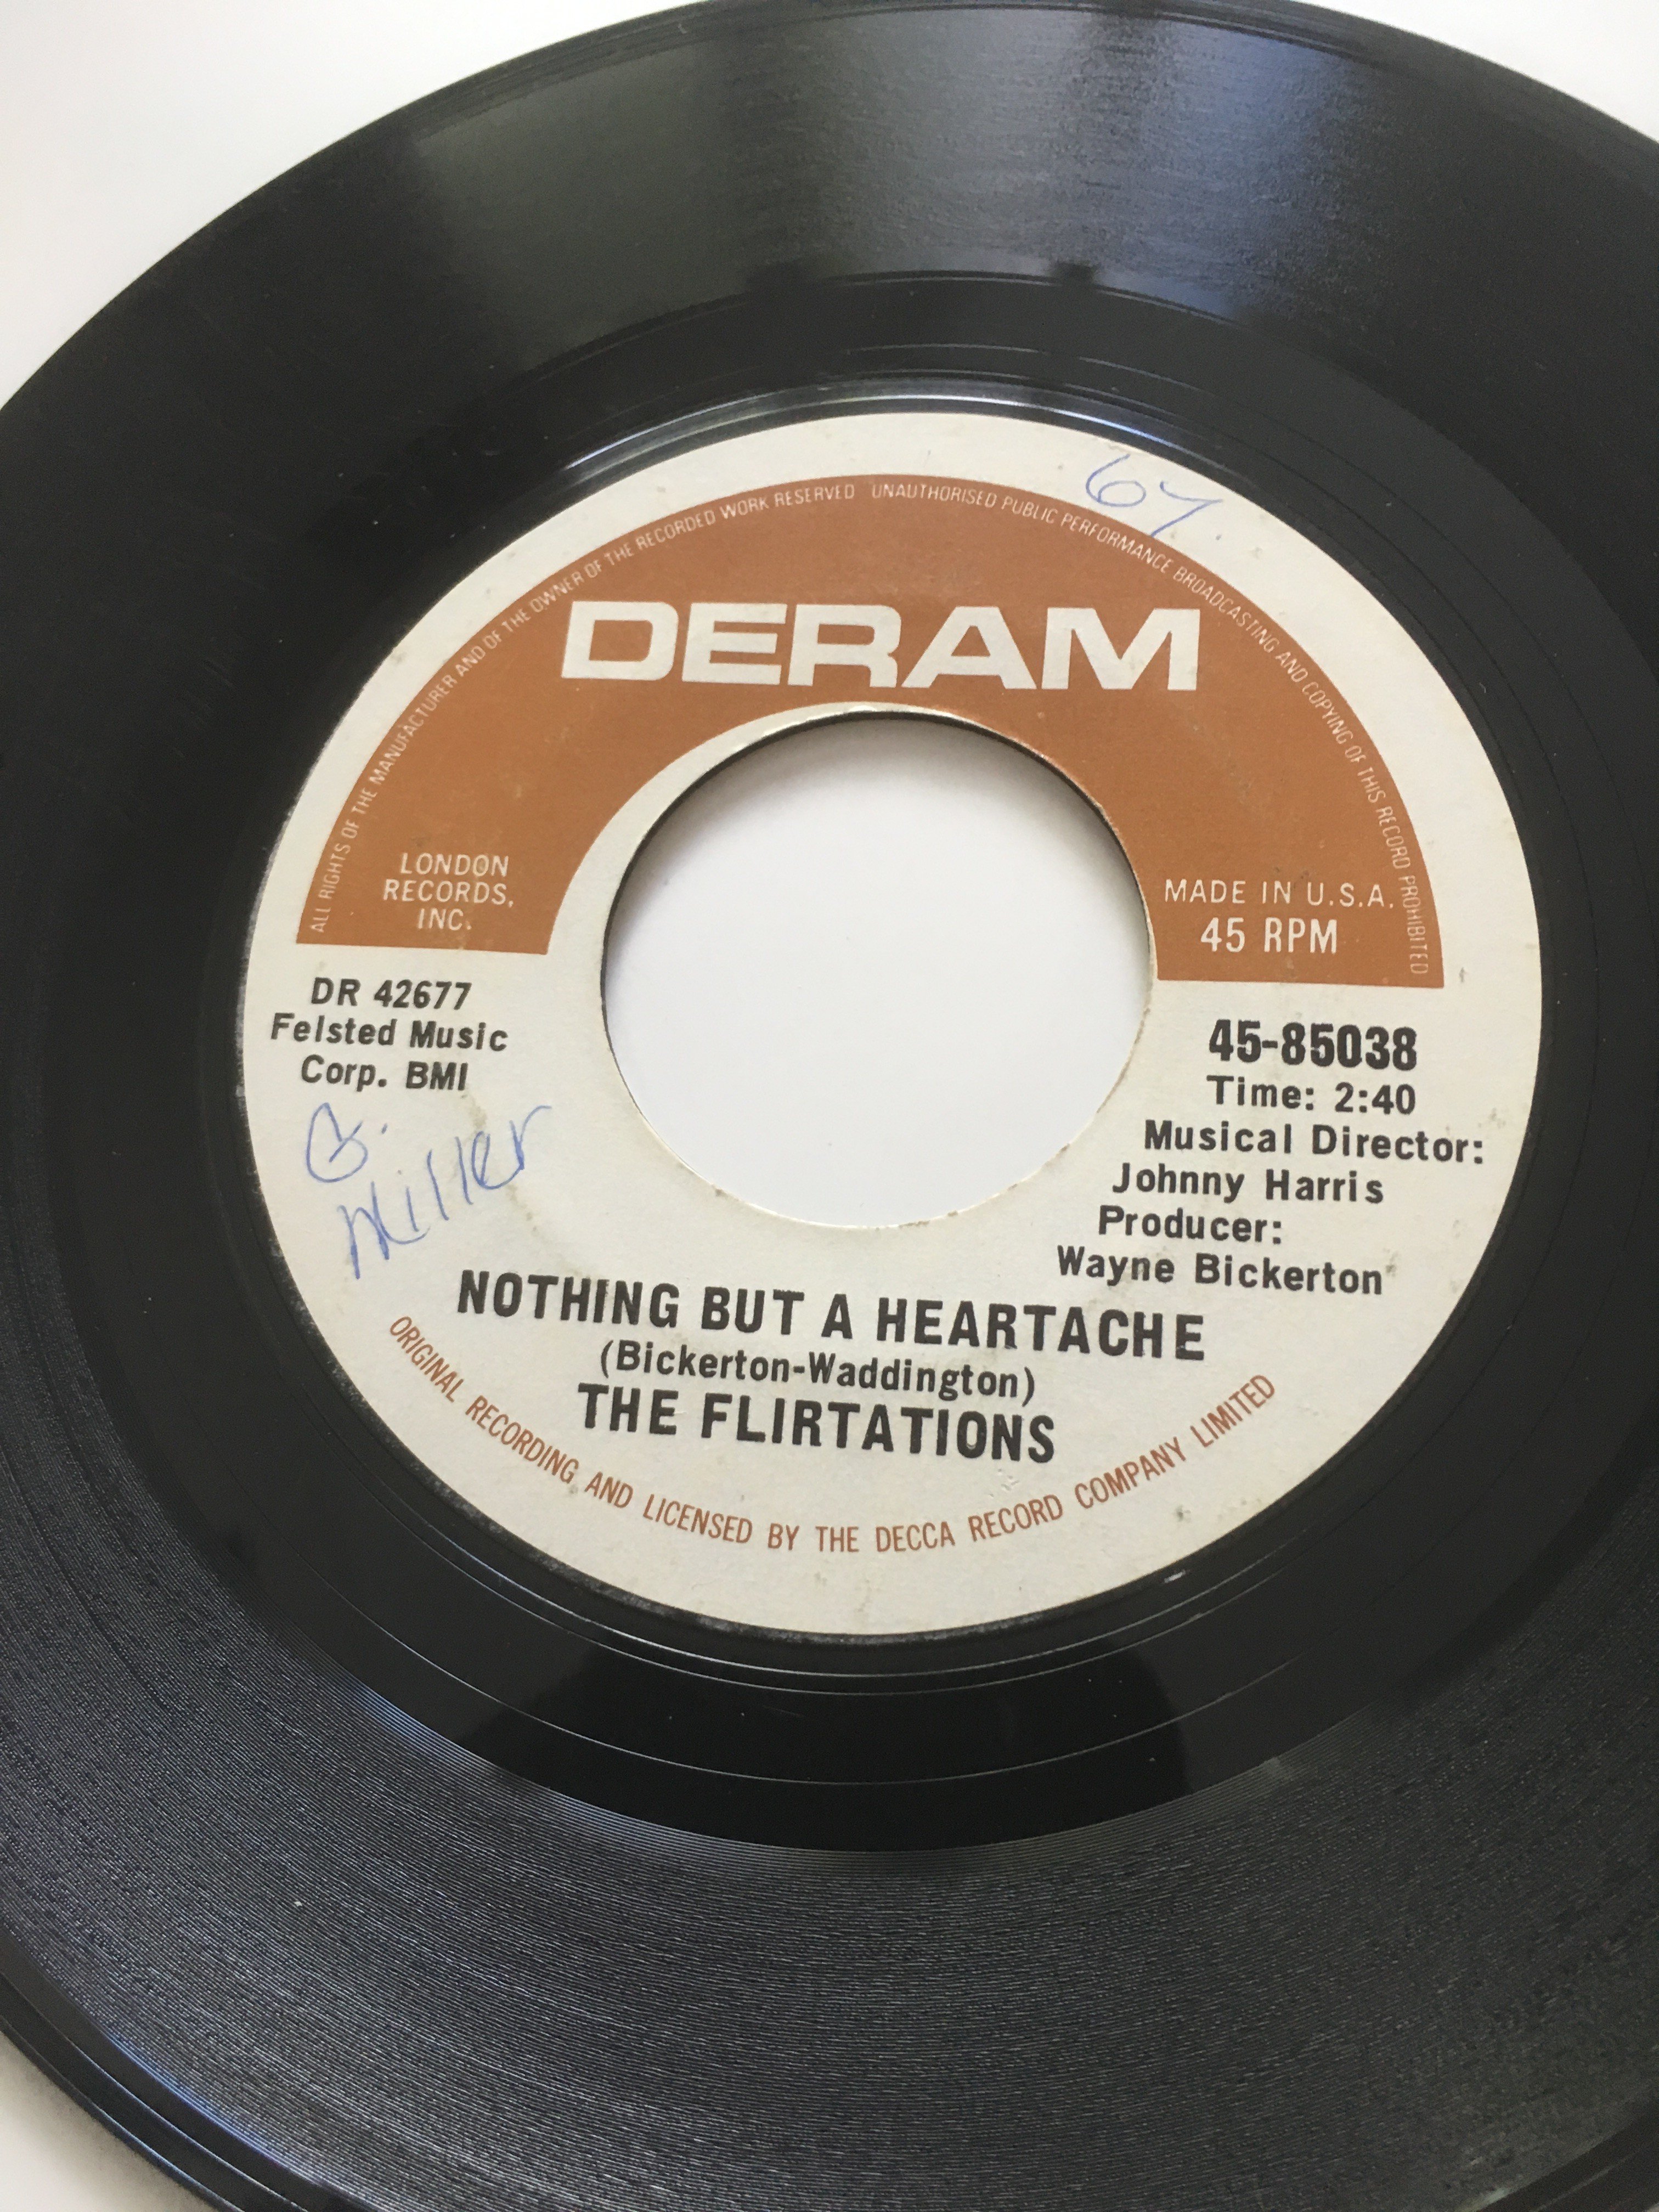 67.
ALL RIGHTS OF THE MANUFACTURER AND OF THE OWNER OF THE RECORDED WORK RESERVED UNAUTHORISED PUBLIC PERFORMANCE BROADCASTING AND COPYING OF THIS RECORD PROHIBITED
DERAM
LONDON
RECORDS,
INC.
MADE IN U.S.A.
45 RPM
DR 42677
Felsted Music
Corp. BMI
G.
Miller
45-85038
Time: 2:40
Musical Director:
Johnny Harris
Producer:
Wayne Bickerton
NOTHING BUT A HEARTACHE
(Bickerton-Waddington)
THE FLIRTATIONS
ORIGINAL RECORDING AND LICENSED BY THE DECCA RECORD COMPANY LIMITED